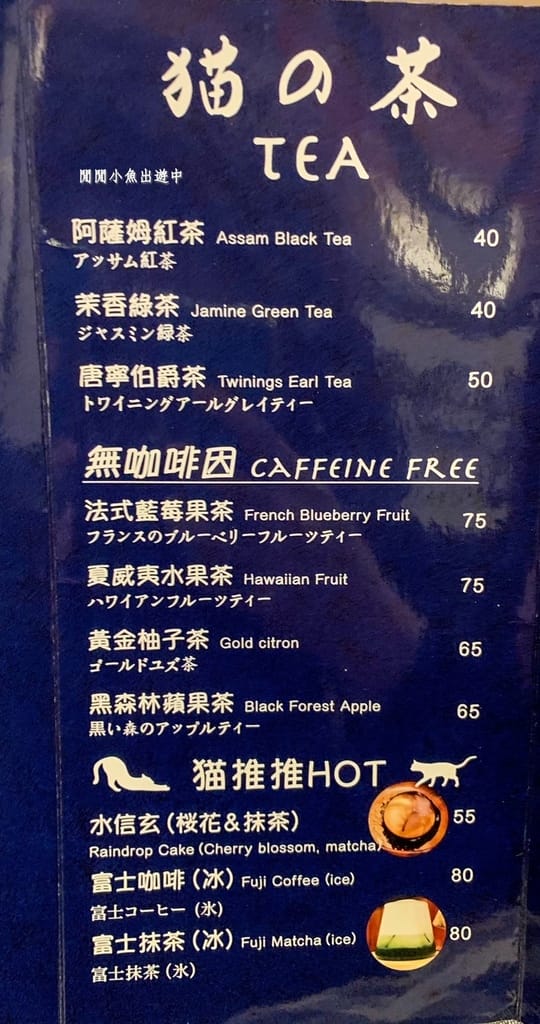 猫の茶
TEA
閒閒小魚出遊中
阿薩姆紅茶 Assam Black Tea 40
アッサム紅茶
茉香綠茶 Jamine Green Tea 40
ジャスミン緑茶
唐寧伯爵茶 Twinings Earl Tea 50
トワイニングアールグレイティー
無咖啡因 CAFFEINE FREE
法式藍莓果茶 French Blueberry Fruit 75
フランスのブルーベリーフルーツティー
夏威夷水果茶 Hawaiian Fruit 75
ハワイアンフルーツティー
黃金柚子茶 Gold citron 65
ゴールドユズ茶
黑森林蘋果茶 Black Forest Apple 65
黒い森のアップルティー
猫推推HOT
水信玄(桜花&抹茶) 55
Raindrop Cake (Cherry blossom, matcha)
富士咖啡(冰) Fuji Coffee (ice) 80
富士コーヒー (氷)
富士抹茶(冰) Fuji Matcha (ice) 80
富士抹茶 (氷)